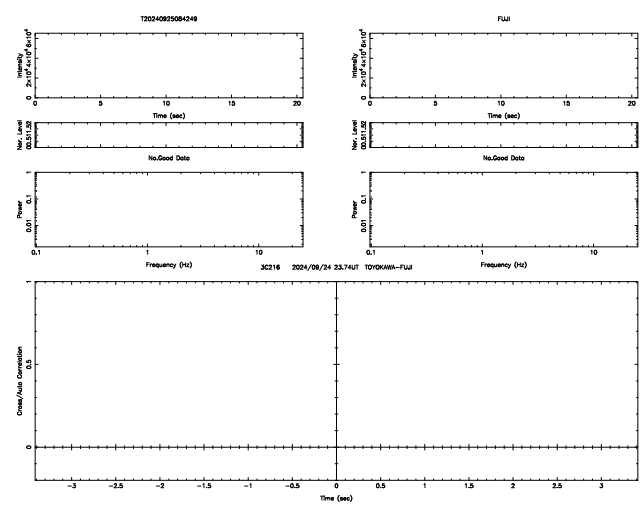 T20240925084249 FUJI
Intensity 0 2×10⁴ 4×10⁴ 6×10⁴ Intensity 0 2×10⁴ 4×10⁴ 6×10⁴
0 5 10 15 20 0 5 10 15 20
Time (sec) Time (sec)
Nor. Level 0 0.5 1 1.5 2 Nor. Level 0 0.5 1 1.5 2
No.Good Data No.Good Data
Power 0.01 0.1 1 Power 0.01 0.1 1
0.1 1 10 0.1 1 10
Frequency (Hz) Frequency (Hz)
3C216 2024/09/24 23.74UT TOYOKAWA-FUJI
Cross/Auto Correlation 0 0.5 1
-3 -2.5 -2 -1.5 -1 -0.5 0 0.5 1 1.5 2 2.5 3
Time (sec)